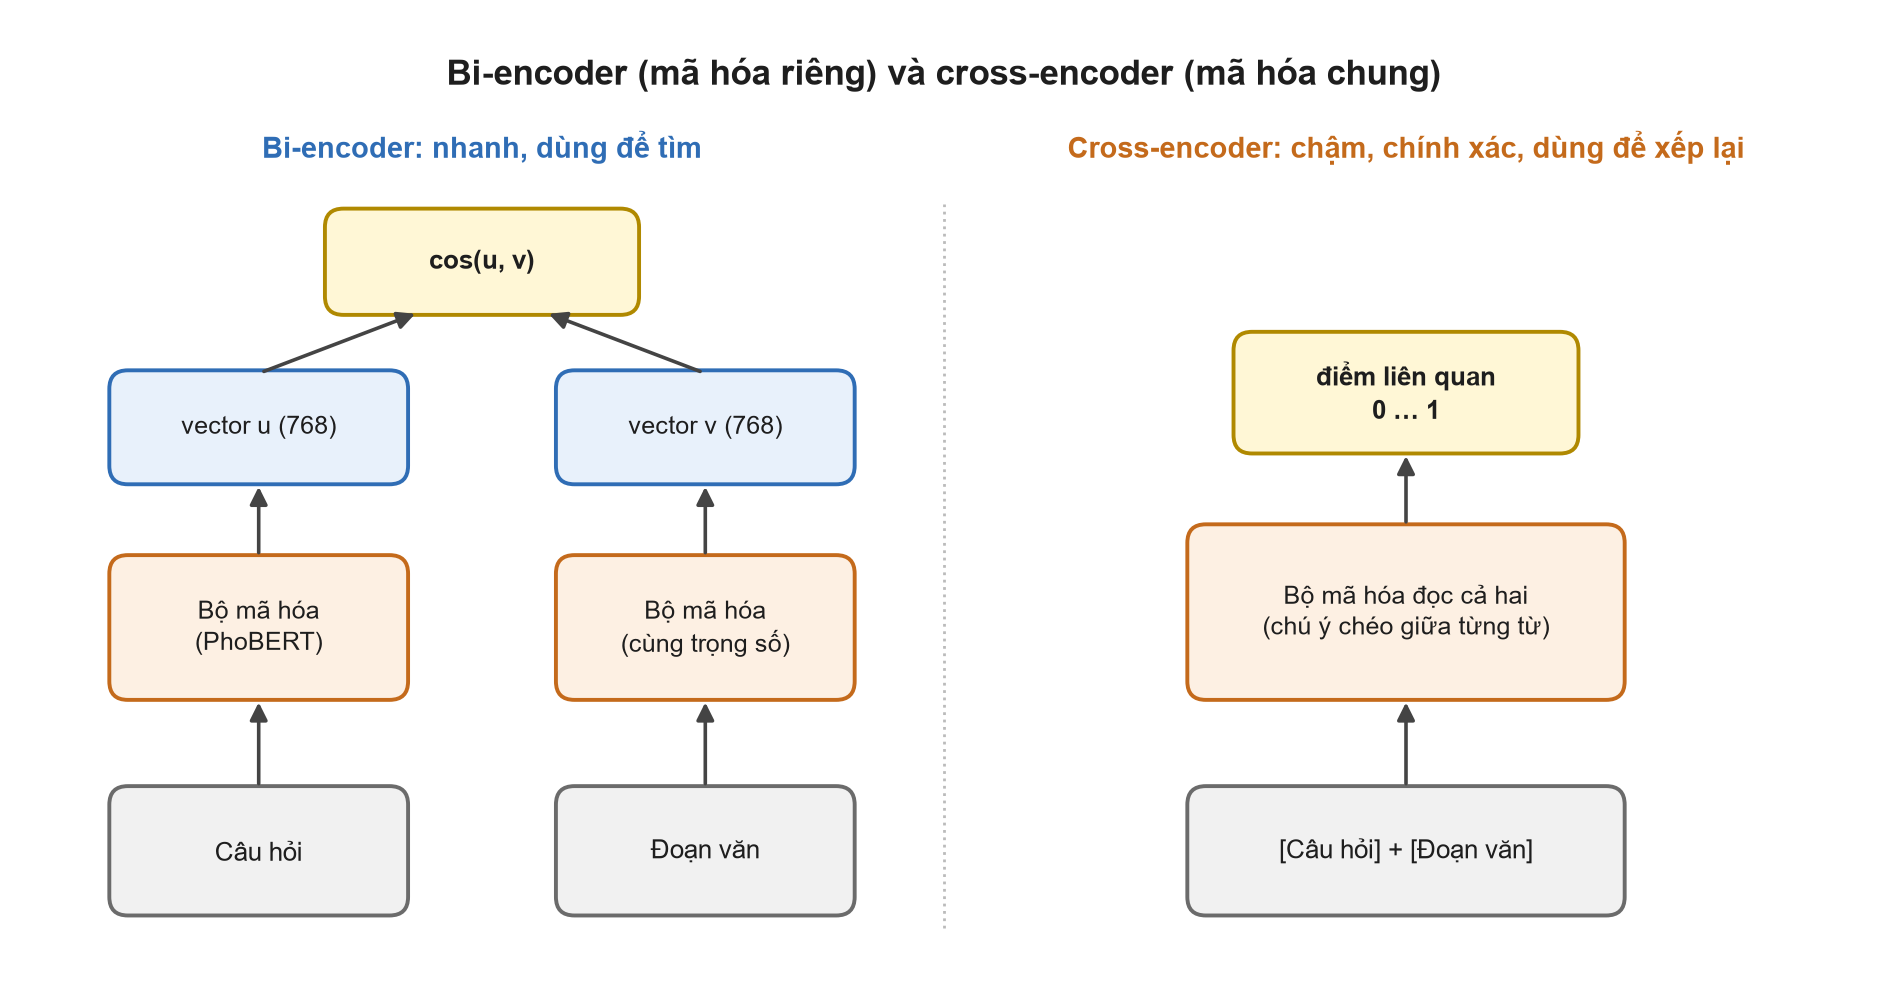 Bi-encoder (mã hóa riêng) và cross-encoder (mã hóa chung)
Bi-encoder: nhanh, dùng để tìm
cos(u, v)
vector u (768)
vector v (768)
Bộ mã hóa
(PhoBERT)
Bộ mã hóa
(cùng trọng số)
Câu hỏi
Đoạn văn
Cross-encoder: chậm, chính xác, dùng để xếp lại
điểm liên quan
0 … 1
Bộ mã hóa đọc cả hai
(chú ý chéo giữa từng từ)
[Câu hỏi] + [Đoạn văn]